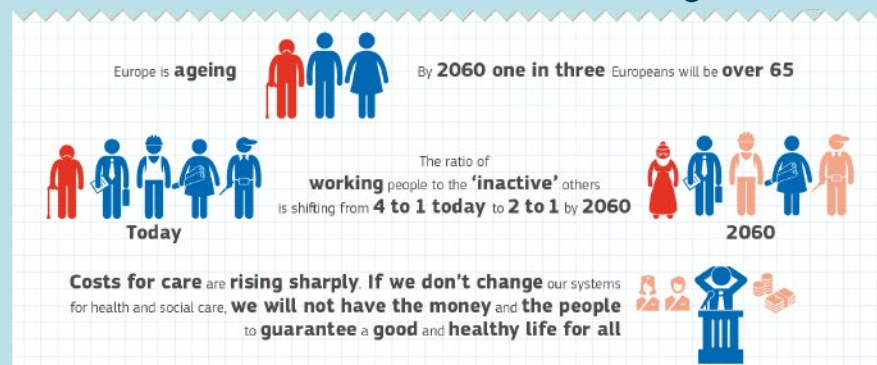 Europe is ageing
By 2060 one in three Europeans will be over 65
The ratio of
working people to the 'inactive' others
is shifting from 4 to 1 today to 2 to 1 by 2060
Today
2060
Costs for care are rising sharply. If we don't change our systems
for health and social care, we will not have the money and the people
to guarantee a good and healthy life for all